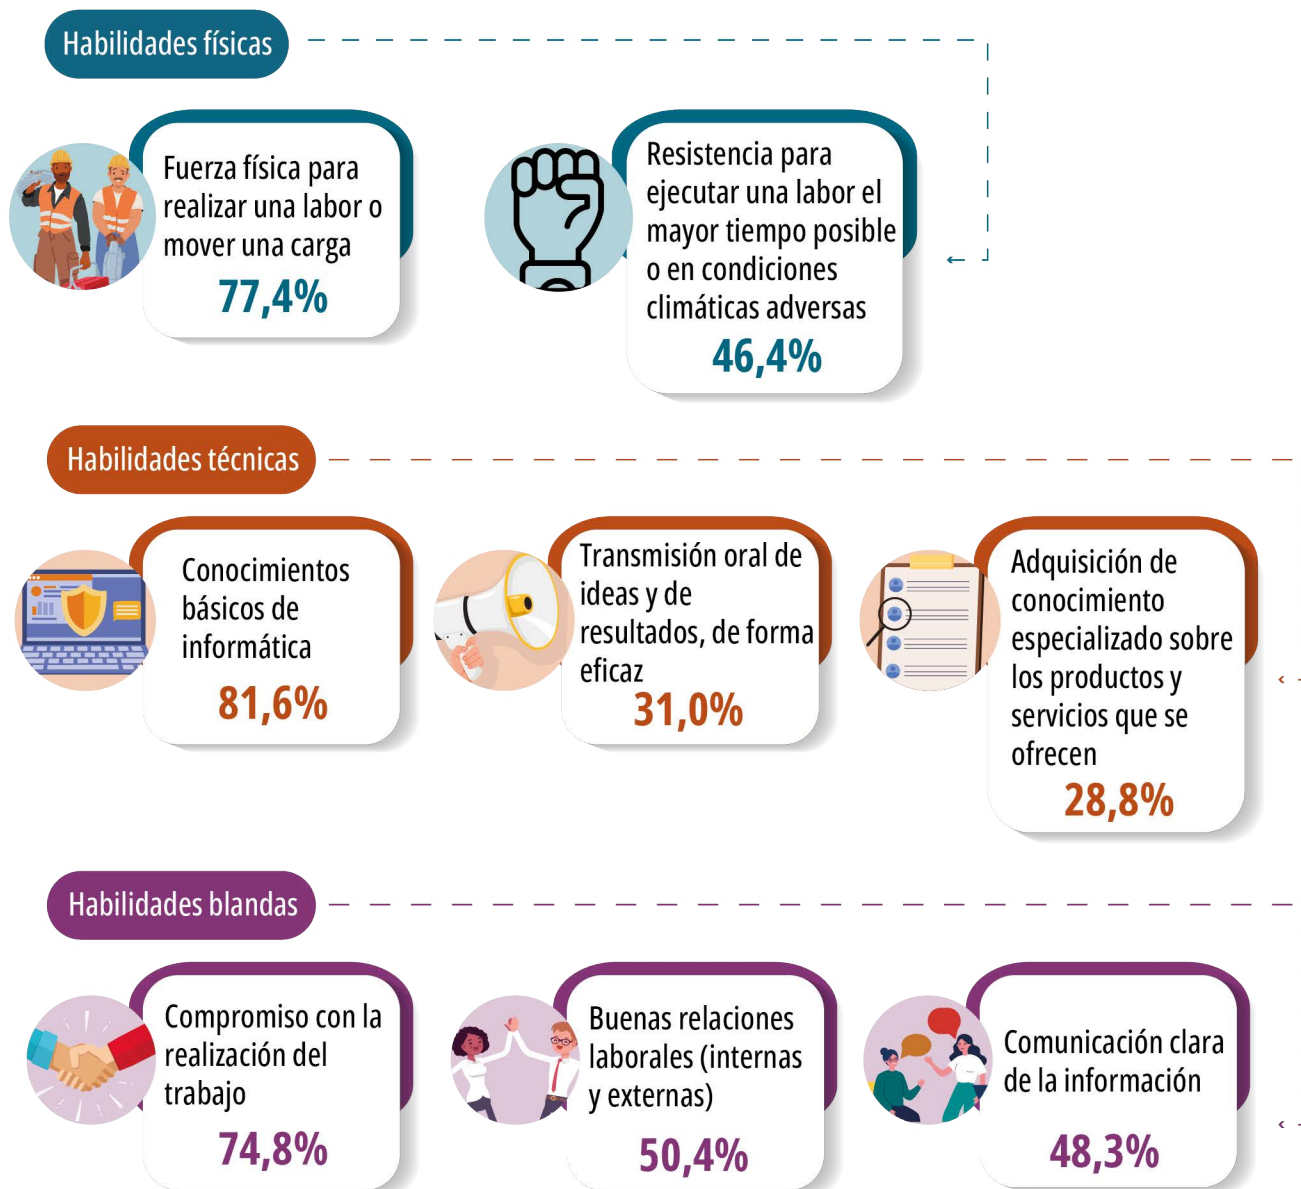 Habilidades físicas
Fuerza física para
realizar una labor o
mover una carga
77,4%
Resistencia para
ejecutar una labor el
mayor tiempo posible
o en condiciones
climáticas adversas
46,4%
Habilidades técnicas
Conocimientos
básicos de
informática
81,6%
Transmisión oral de
ideas y de
resultados, de forma
eficaz
31,0%
Adquisición de
conocimiento
especializado sobre
los productos y
servicios que se
ofrecen
28,8%
Habilidades blandas
Compromiso con la
realización del
trabajo
74,8%
Buenas relaciones
laborales (internas
y externas)
50,4%
Comunicación clara
de la información
48,3%